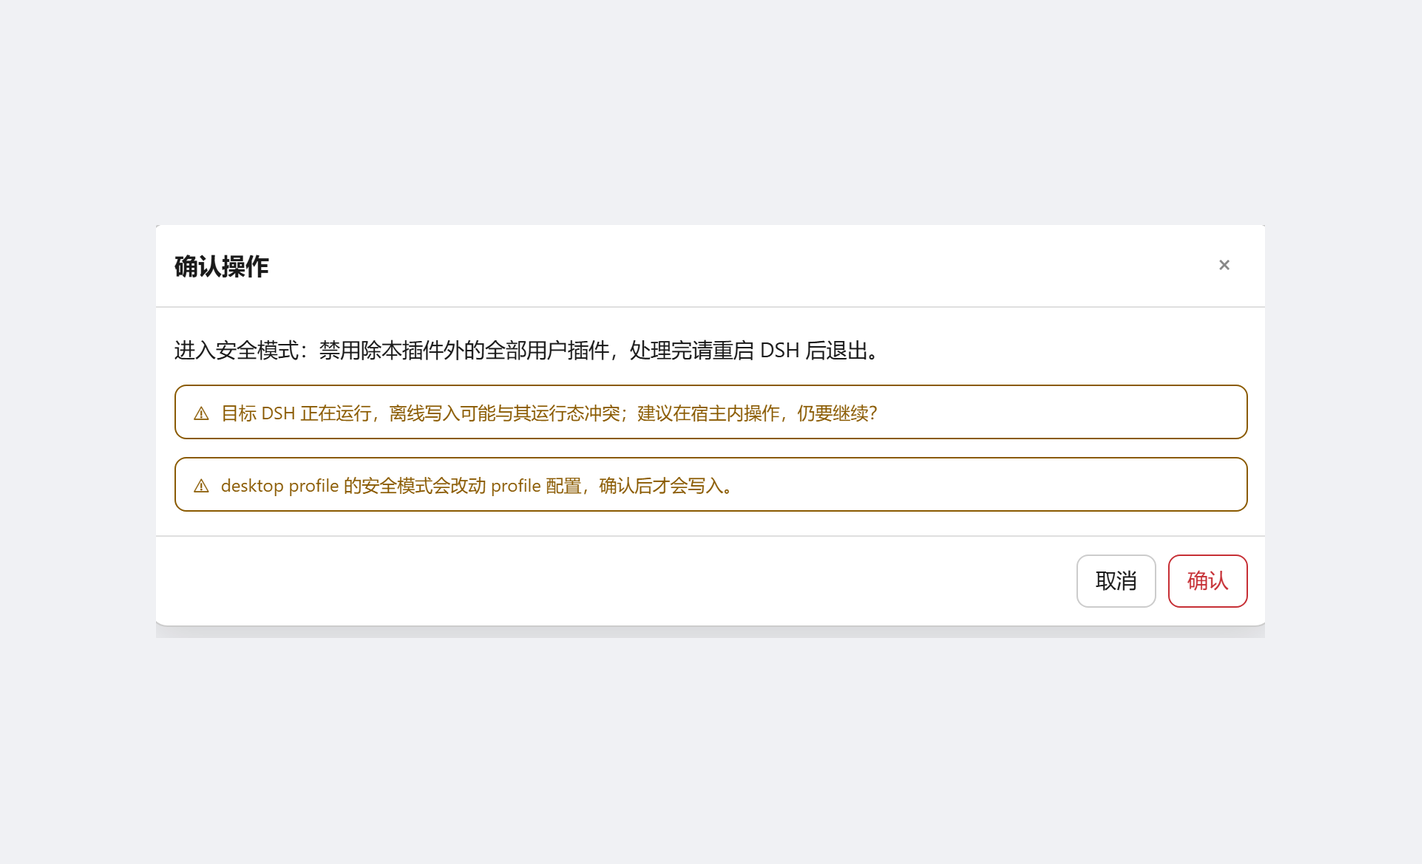 确认操作
×
进入安全模式：禁用除本插件外的全部用户插件，处理完请重启 DSH 后退出。
⚠ 目标 DSH 正在运行，离线写入可能与其运行态冲突；建议在宿主内操作，仍要继续？
⚠ desktop profile 的安全模式会改动 profile 配置，确认后才会写入。
取消
确认